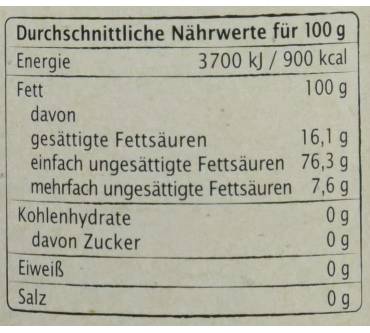 Durchschnittliche Nährwerte für 100 g
Energie 3700 kJ / 900 kcal
Fett 100 g
davon
gesättigte Fettsäuren 16,1 g
einfach ungesättigte Fettsäuren 76,3 g
mehrfach ungesättigte Fettsäuren 7,6 g
Kohlenhydrate 0 g
davon Zucker 0 g
Eiweiß 0 g
Salz 0 g